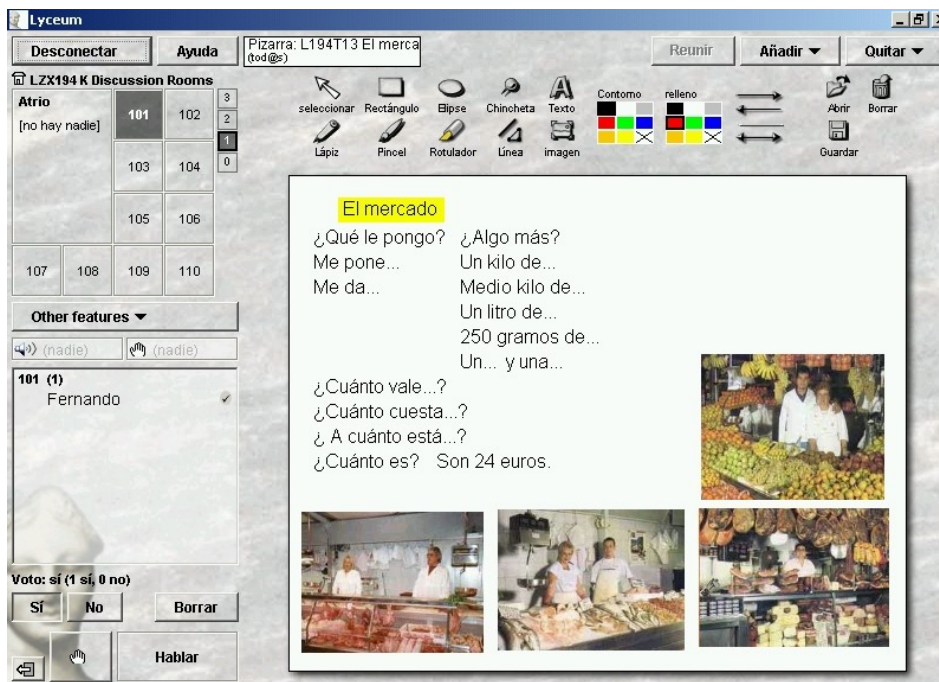 Lyceum
Desconectar
Ayuda
Pizarra: L194T13 El merca
(tod@s)
Reunir
Añadir
Quitar
LZX194 K Discussion Rooms
Atrio
[no hay nadie]
101
102
103
104
105
106
107
108
109
110
3
2
1
0
seleccionar
Rectángulo
Elipse
Chincheta
Texto
Contorno
relleno
Abrir
Borrar
Lápiz
Pincel
Rotulador
Línea
imagen
Guardar
Other features
(nadie)
(nadie)
101 (1)
Fernando
El mercado
¿Qué le pongo? ¿Algo más?
Me pone... Un kilo de...
Me da... Medio kilo de...
Un litro de...
250 gramos de...
Un... y una...
¿Cuánto vale...?
¿Cuánto cuesta...?
¿ A cuánto está...?
¿Cuánto es? Son 24 euros.
Voto: sí (1 sí, 0 no)
Sí
No
Borrar
Hablar